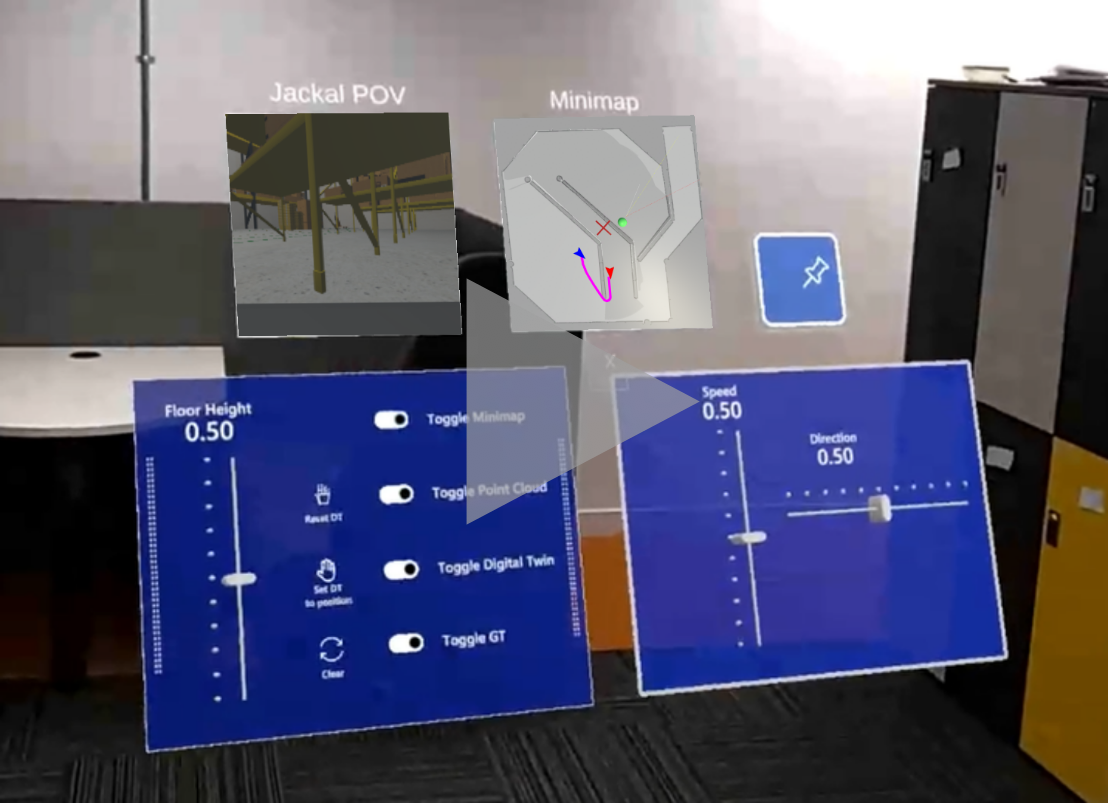 Jackal POV
Minimap
Floor Height
0.50
Toggle Minimap
Toggle Point Cloud
Reset DT
Toggle Digital Twin
Set DT
to position
Toggle GT
Clear
X
Speed
0.50
Direction
0.50